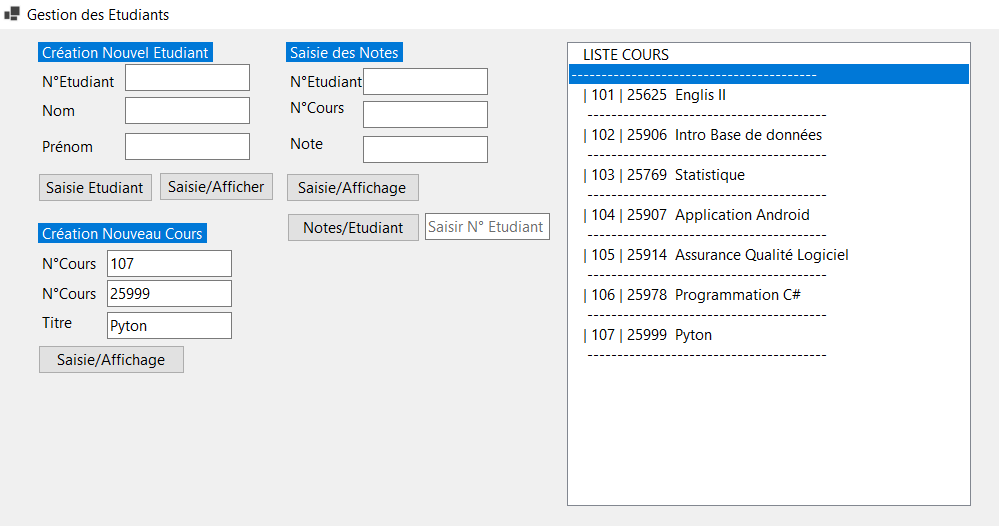 Gestion des Etudiants
Création Nouvel Etudiant
N°Etudiant
Nom
Prénom
Saisie Etudiant
Saisie/Afficher
Création Nouveau Cours
N°Cours 107
N°Cours 25999
Titre Pyton
Saisie/Affichage
Saisie des Notes
N°Etudiant
N°Cours
Note
Saisie/Affichage
Notes/Etudiant
Saisir N° Etudiant
LISTE COURS
-----------------------------------------
| 101 | 25625 Englis II
------------------------------------------
| 102 | 25906 Intro Base de données
------------------------------------------
| 103 | 25769 Statistique
------------------------------------------
| 104 | 25907 Application Android
------------------------------------------
| 105 | 25914 Assurance Qualité Logiciel
------------------------------------------
| 106 | 25978 Programmation C#
------------------------------------------
| 107 | 25999 Pyton
------------------------------------------